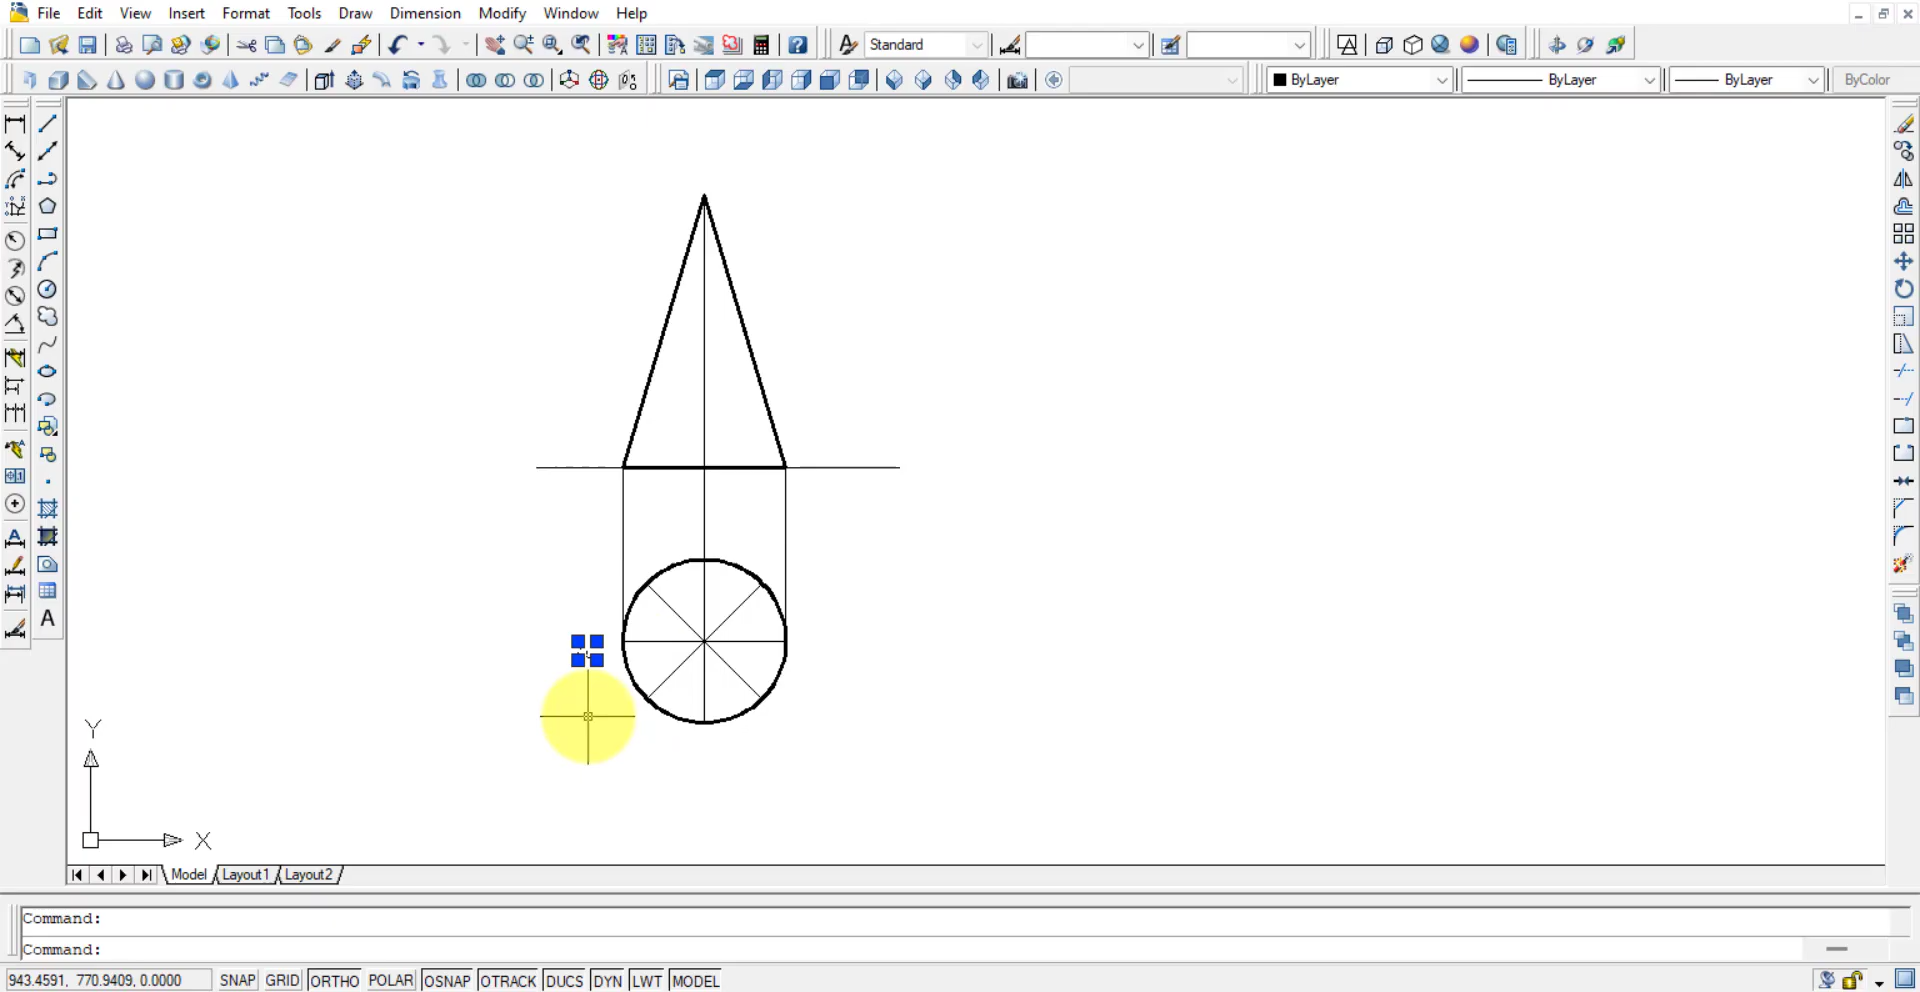 File Edit View Insert Format Tools Draw Dimension Modify Window Help
Standard
ByLayer ByLayer ByLayer ByColor
Y
X
A
Model Layout1 Layout2
Command:
Command:
943.4591, 770.9409, 0.0000 SNAP GRID ORTHO POLAR OSNAP OTRACK DUCS DYN LWT MODEL